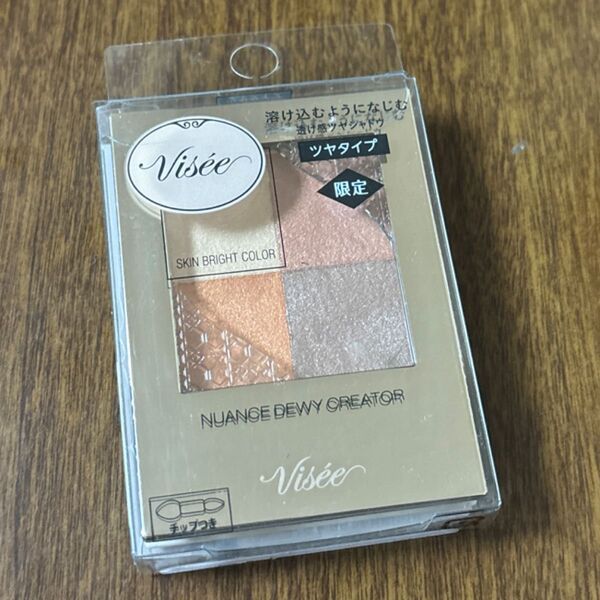 溶け込むようになじむ
透け感ツヤシャドウ
ツヤタイプ
限定
Visée
SKIN BRIGHT COLOR
NUANCE DEWY CREATOR
Visée
チップつき